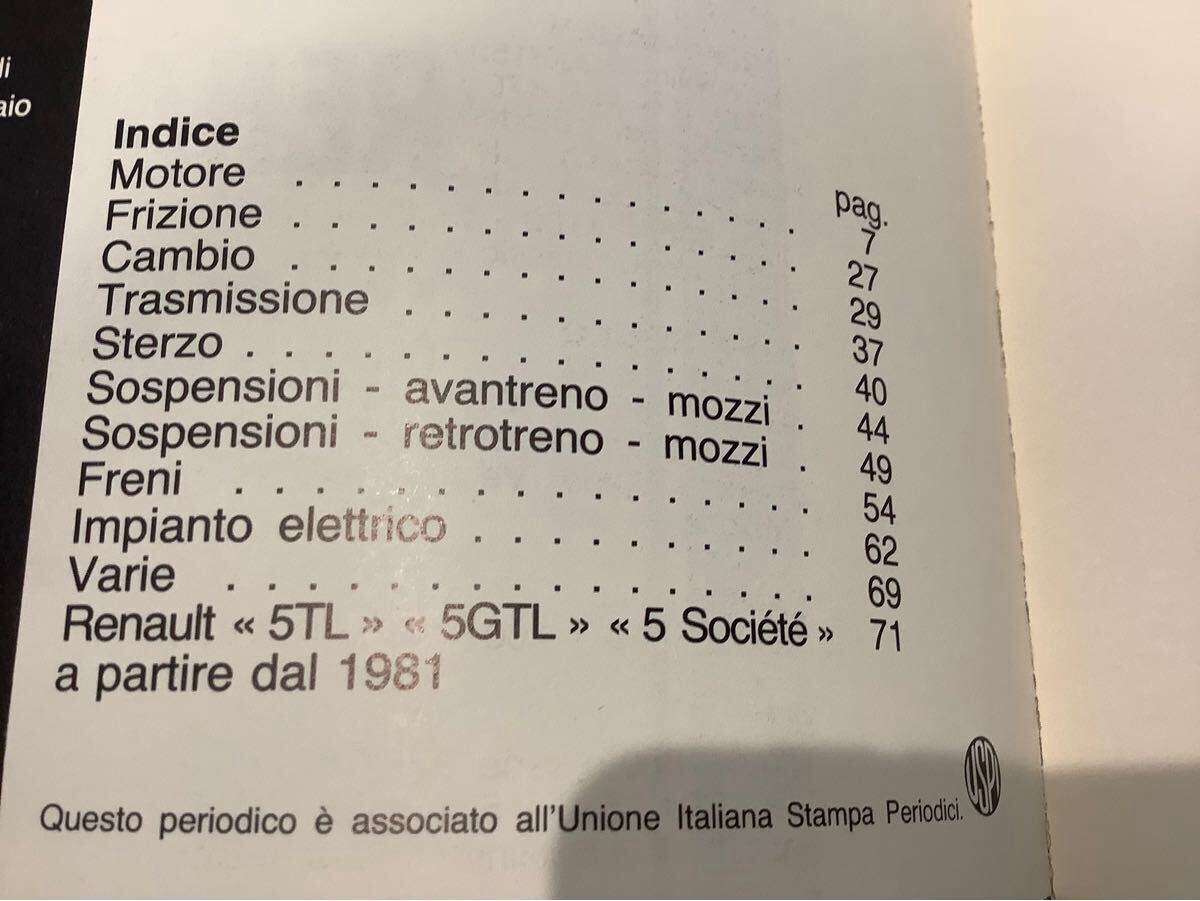 li
aio
Indice
pag.
Motore . . . . . . . . . . . . . . 7
Frizione . . . . . . . . . . . . . . 27
Cambio . . . . . . . . . . . . . . 29
Trasmissione . . . . . . . . . . . 37
Sterzo . . . . . . . . . . . . . . . 40
Sospensioni - avantreno - mozzi . 44
Sospensioni - retrotreno - mozzi . 49
Freni . . . . . . . . . . . . . . . 54
Impianto elettrico . . . . . . . . . 62
Varie . . . . . . . . . . . . . . . 69
Renault « 5TL » « 5GTL » « 5 Société » 71
a partire dal 1981
USPI
Questo periodico è associato all'Unione Italiana Stampa Periodici.